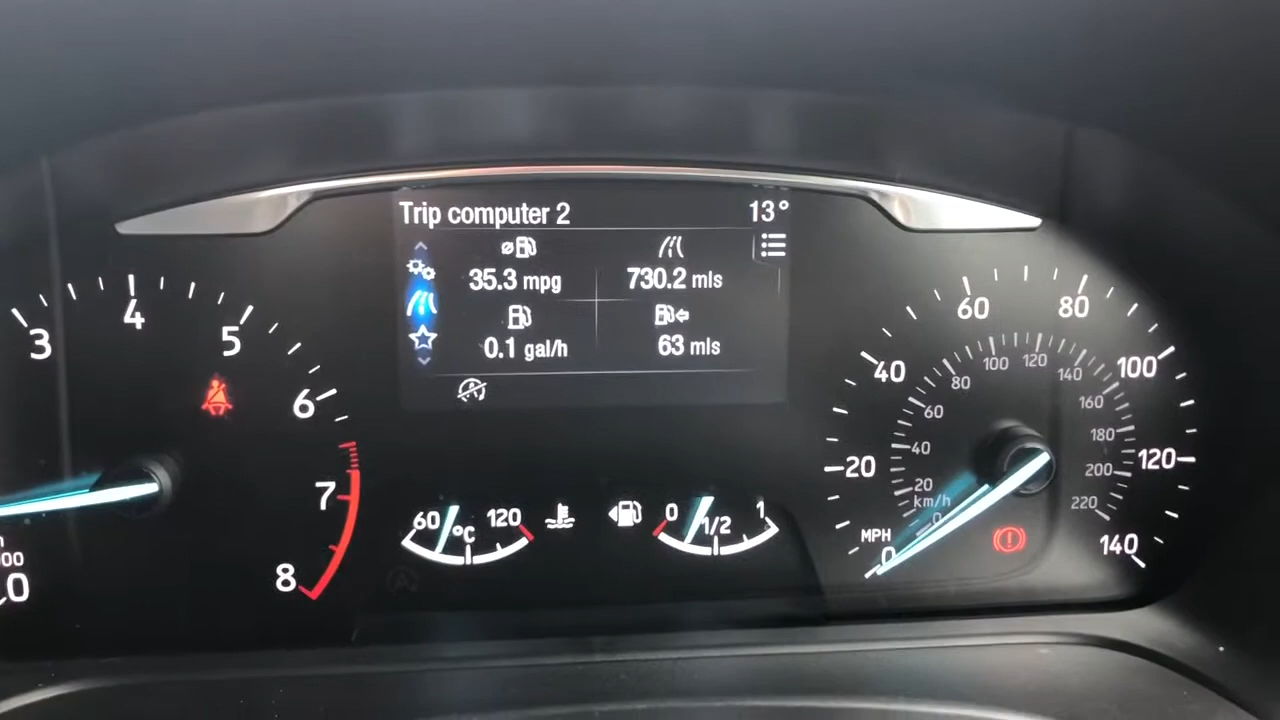 Trip computer 2 13°
35.3 mpg 730.2 mls
0.1 gal/h 63 mls
3 4 5 6 7 8
0
60 °C 120
0 1/2 1
MPH
0 20 40 60 80 100 120 140
km/h
0 20 40 60 80 100 120 140 160 180 200 220